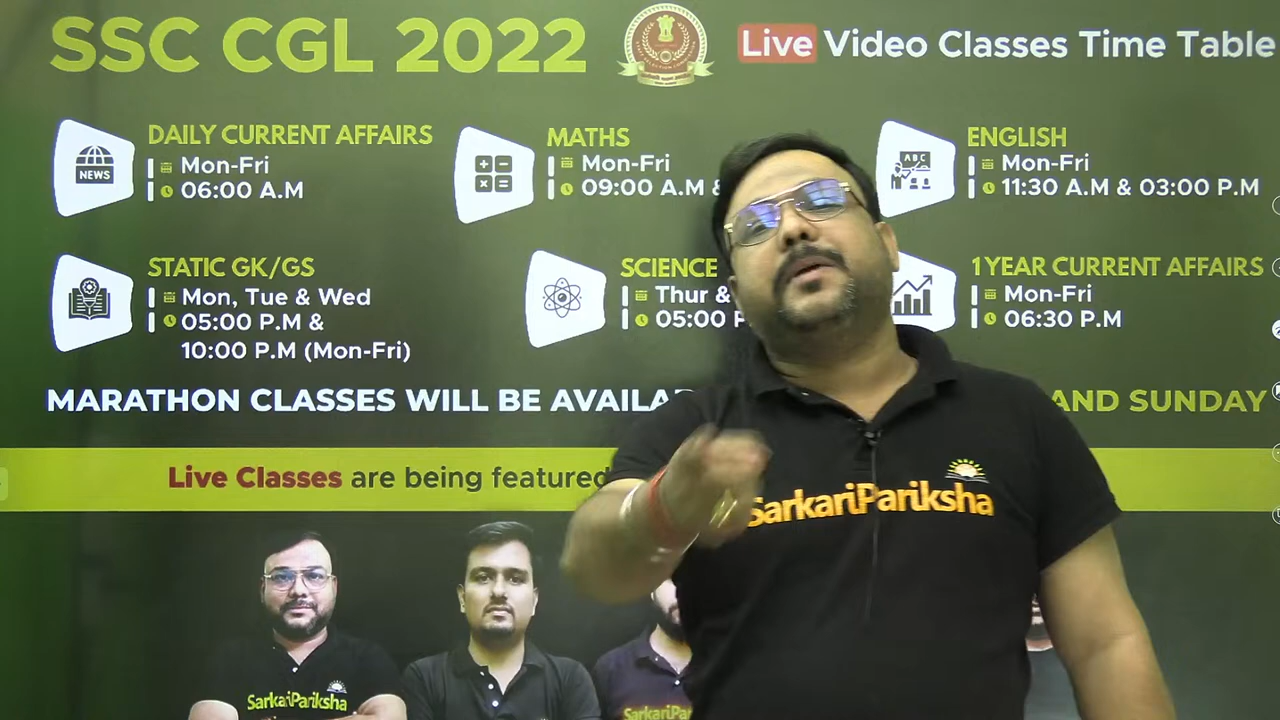 SSC CGL 2022
Live Video Classes Time Table
DAILY CURRENT AFFAIRS
Mon-Fri
06:00 A.M
NEWS
MATHS
Mon-Fri
09:00 A.M &
ENGLISH
Mon-Fri
11:30 A.M & 03:00 P.M
ABC
STATIC GK/GS
Mon, Tue & Wed
05:00 P.M &
10:00 P.M (Mon-Fri)
SCIENCE
Thur &
05:00 P
1 YEAR CURRENT AFFAIRS
Mon-Fri
06:30 P.M
MARATHON CLASSES WILL BE AND SUNDAY
Live Classes are being featured
SarkariPariksha
SarkariPariksha